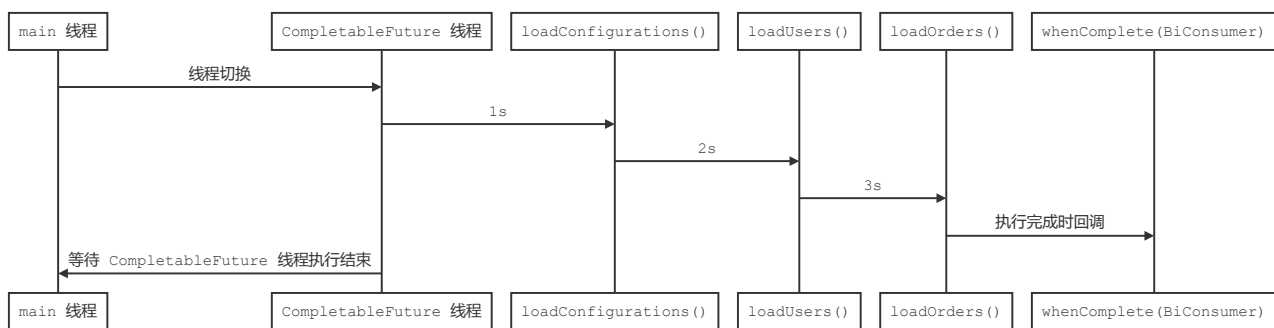 main 线程
CompletableFuture 线程
loadConfigurations()
loadUsers()
loadOrders()
whenComplete(BiConsumer)
线程切换
1s
2s
3s
执行完成时回调
等待 CompletableFuture 线程执行结束
main 线程
CompletableFuture 线程
loadConfigurations()
loadUsers()
loadOrders()
whenComplete(BiConsumer)